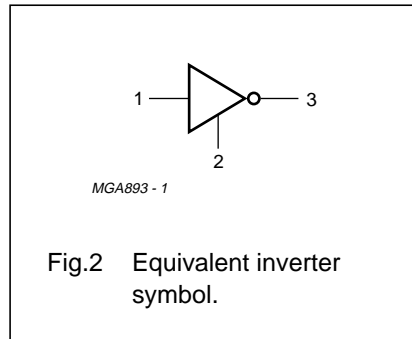 1
3
2
MGA893 - 1
Fig.2 Equivalent inverter
symbol.